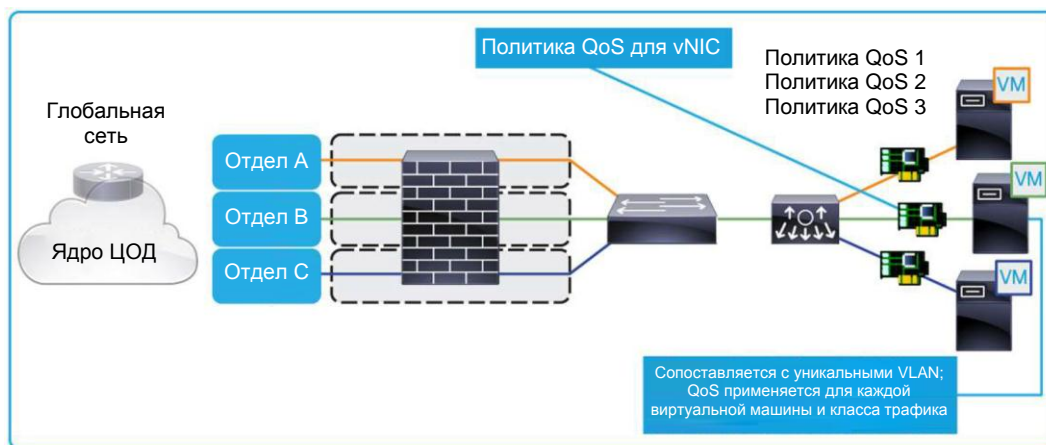 Политика QoS для vNIC
Политика QoS 1
Политика QoS 2
Политика QoS 3
VM
Глобальная
сеть
Ядро ЦОД
Отдел А
Отдел В
Отдел С
VM
VM
Сопоставляется с уникальными VLAN;
QoS применяется для каждой
виртуальной машины и класса трафика